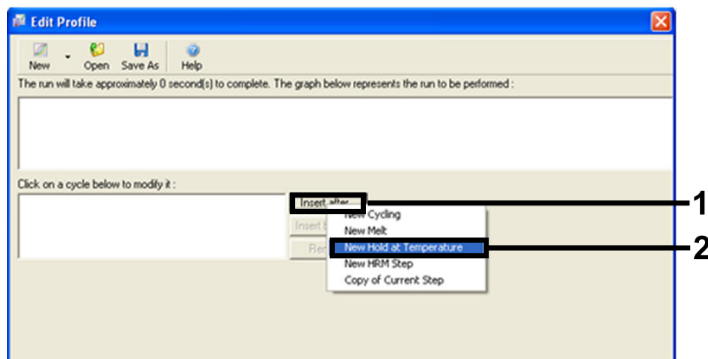 Edit Profile
New Open Save As Help
The run will take approximately 0 second(s) to complete. The graph below represents the run to be performed :
Click on a cycle below to modify it :
Insert after...
1
New Cycling
Insert
New Melt
New Hold at Temperature
2
New HRM Step
Copy of Current Step